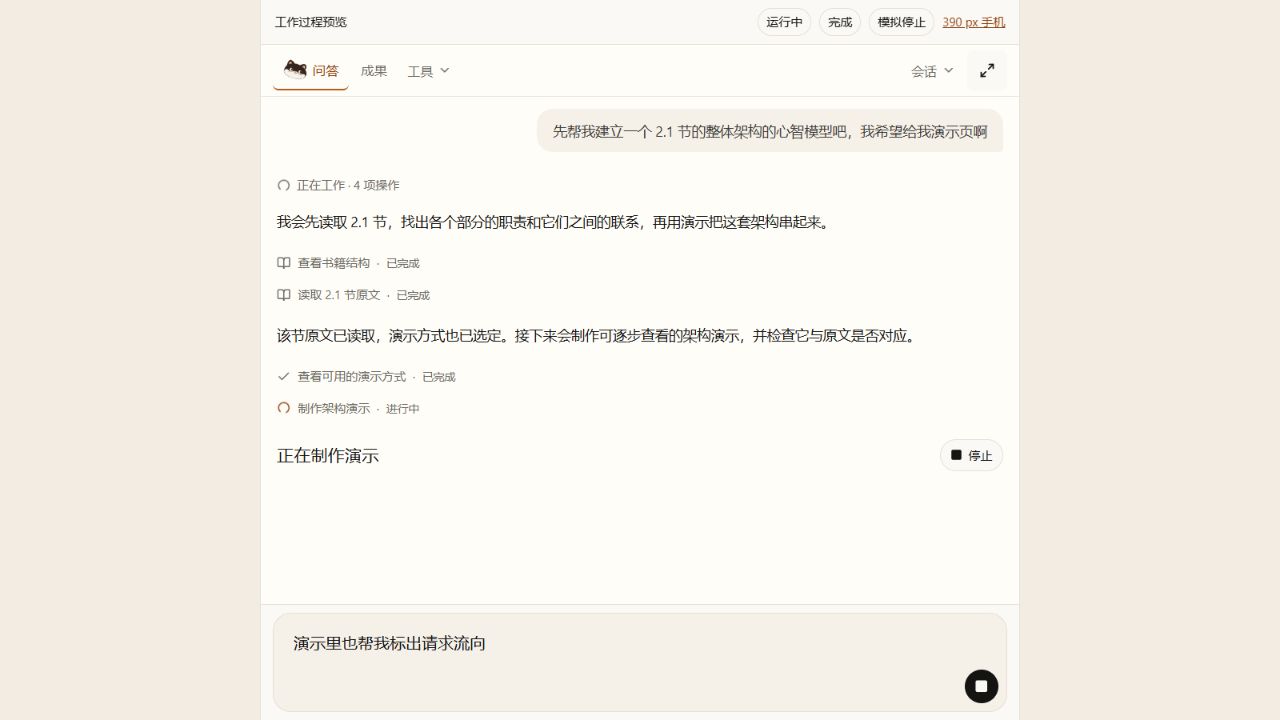 工作过程预览 运行中 完成 模拟停止 390 px 手机
问答 成果 工具 会话
先帮我建立一个 2.1 节的整体架构的心智模型吧，我希望给我演示页啊
正在工作 · 4 项操作
我会先读取 2.1 节，找出各个部分的职责和它们之间的联系，再用演示把这套架构串起来。
查看书籍结构 · 已完成
读取 2.1 节原文 · 已完成
该节原文已读取，演示方式也已选定。接下来会制作可逐步查看的架构演示，并检查它与原文是否对应。
查看可用的演示方式 · 已完成
制作架构演示 · 进行中
正在制作演示 停止
演示里也帮我标出请求流向